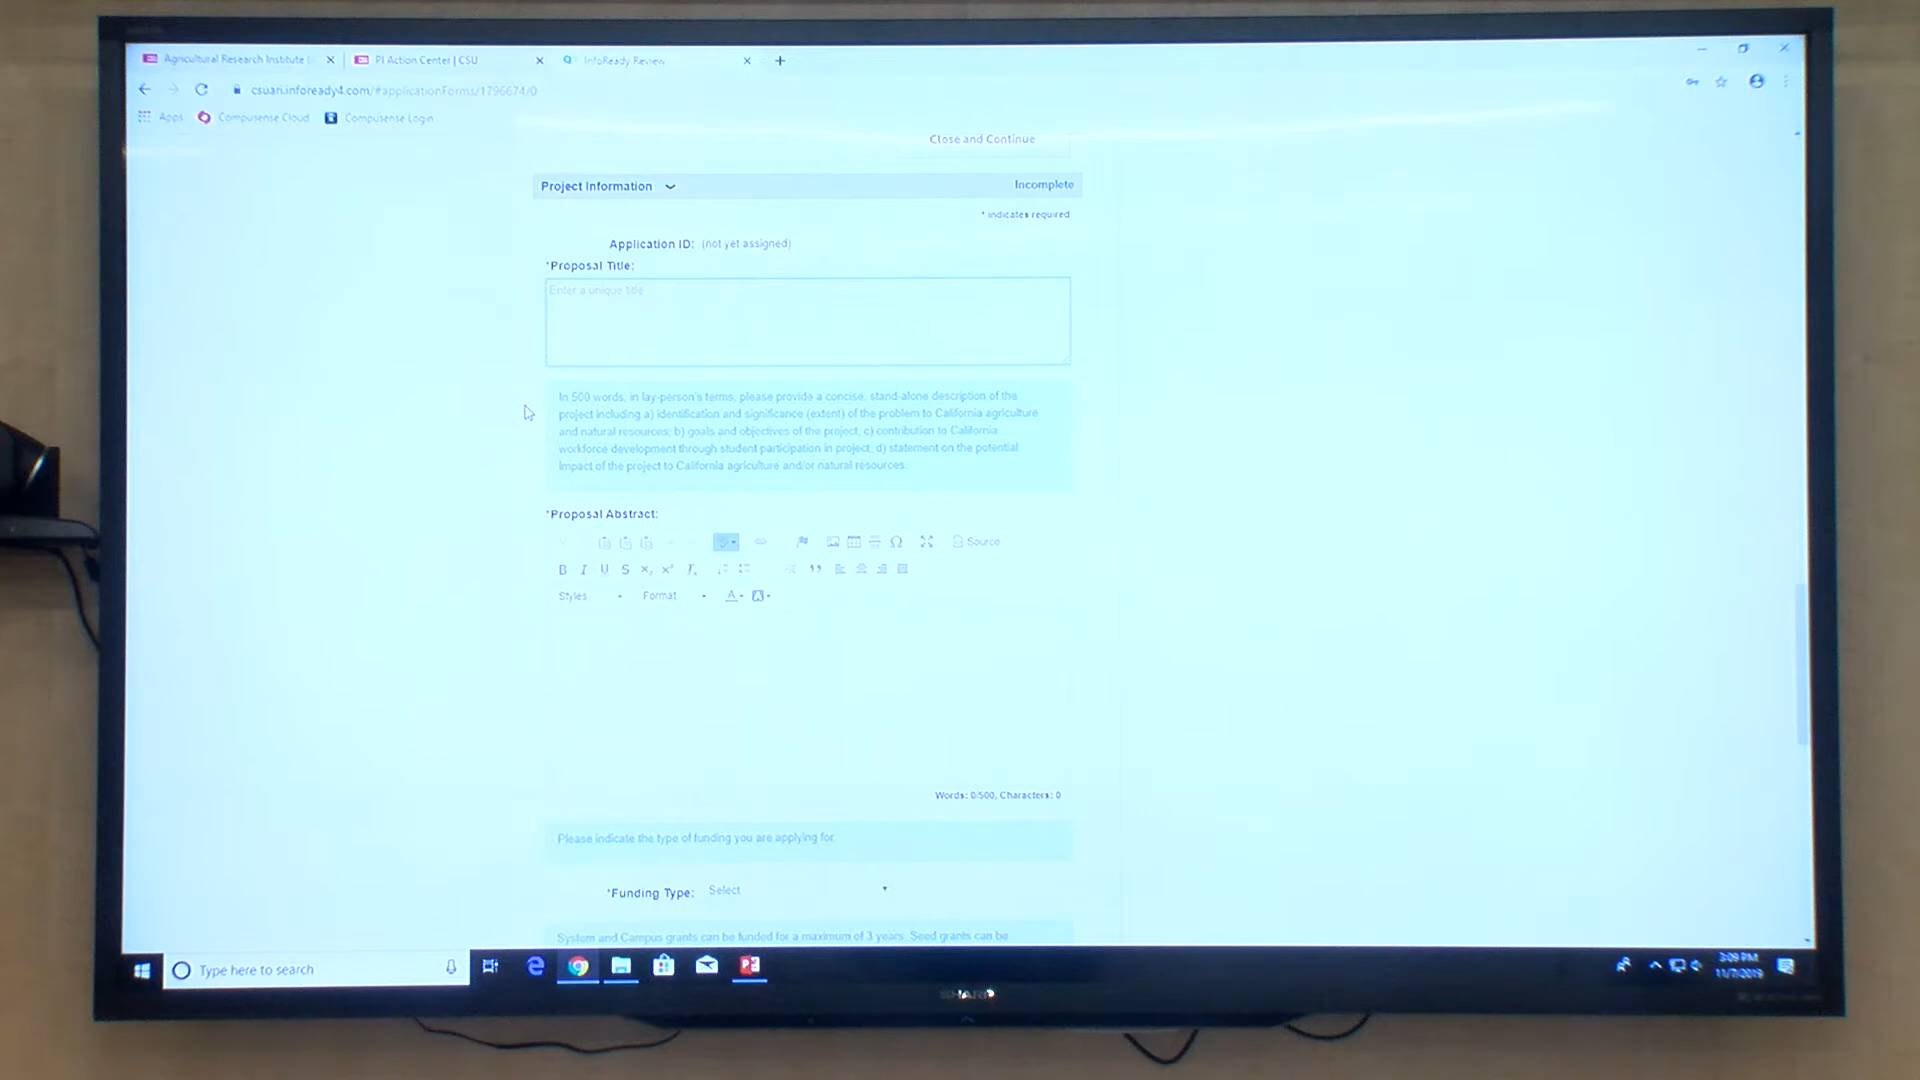 Agricultural Research Institute
PI Action Center | CSU
InfoReady Review
csuari.infoready4.com/#applicationForms/1796674/0
Apps
Compusense Cloud
Compusense Login
Close and Continue
Project Information
Incomplete
* indicates required
Application ID: (not yet assigned)
*Proposal Title:
Enter a unique title
In 500 words, in lay-person's terms, please provide a concise, stand-alone description of the
project including a) identification and significance (extent) of the problem to California agriculture
and natural resources; b) goals and objectives of the project, c) contribution to California
workforce development through student participation in project, d) statement on the potential
impact of the project to California agriculture and/or natural resources.
*Proposal Abstract:
Source
B I U S
Styles
Format
Words: 0/500, Characters: 0
Please indicate the type of funding you are applying for.
*Funding Type: Select
System and Campus grants can be funded for a maximum of 3 years. Seed grants can be
Type here to search
3:09 PM
11/7/2019
SHARP